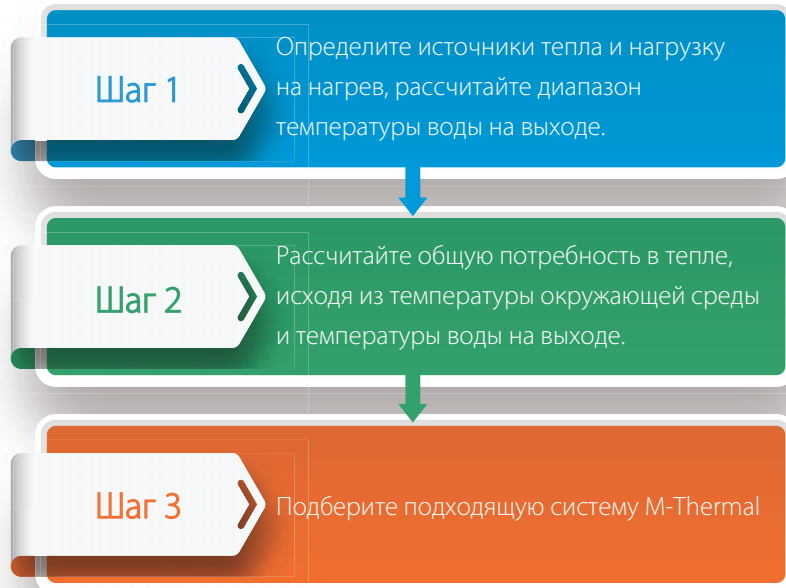 Шаг 1
Определите источники тепла и нагрузку
на нагрев, рассчитайте диапазон
температуры воды на выходе.
Шаг 2
Рассчитайте общую потребность в тепле,
исходя из температуры окружающей среды
и температуры воды на выходе.
Шаг 3
Подберите подходящую систему M-Thermal